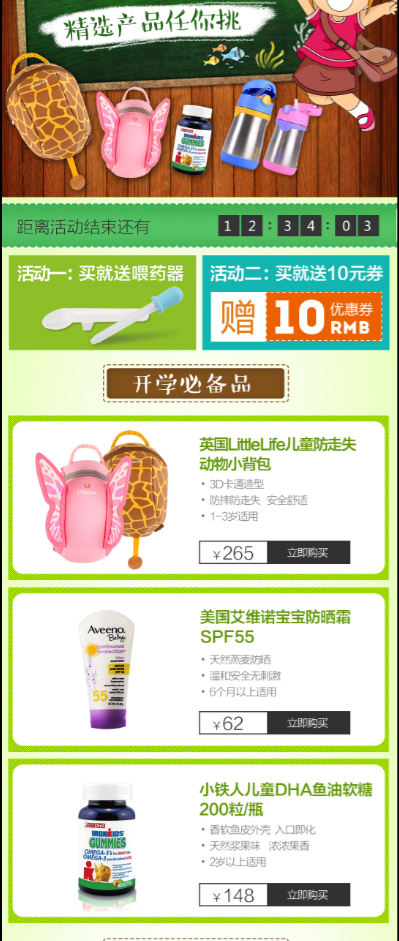 精选产品任你挑
距离活动结束还有
12:34:03
活动一：买就送喂药器
活动二：买就送10元券
赠
10
优惠券
RMB
开学必备品
英国LittleLife儿童防走失
动物小背包
• 3D卡通造型
• 防摔防走失 安全舒适
• 1-3岁适用
¥265
立即购买
Aveeno.
Baby
55
美国艾维诺宝宝防晒霜
SPF55
• 天然燕麦防晒
• 温和安全无刺激
• 6个月以上适用
¥62
立即购买
IRONKIDS
GUMMIES
小铁人儿童DHA鱼油软糖
200粒/瓶
• 香软鱼皮外壳 入口即化
• 天然浆果味 浓浓果香
• 2岁以上适用
¥148
立即购买